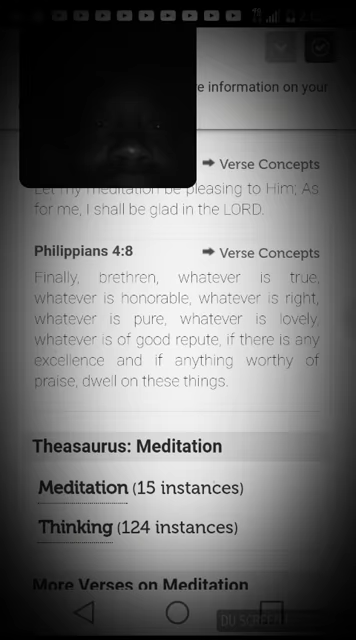 re information on your
Verse Concepts
Let my meditation be pleasing to Him; As
for me, I shall be glad in the LORD.
Philippians 4:8
Verse Concepts
Finally, brethren, whatever is true,
whatever is honorable, whatever is right,
whatever is pure, whatever is lovely,
whatever is of good repute, if there is any
excellence and if anything worthy of
praise, dwell on these things.
Theasaurus: Meditation
Meditation (15 instances)
Thinking (124 instances)
More Verses on Meditation
DU SCREEN